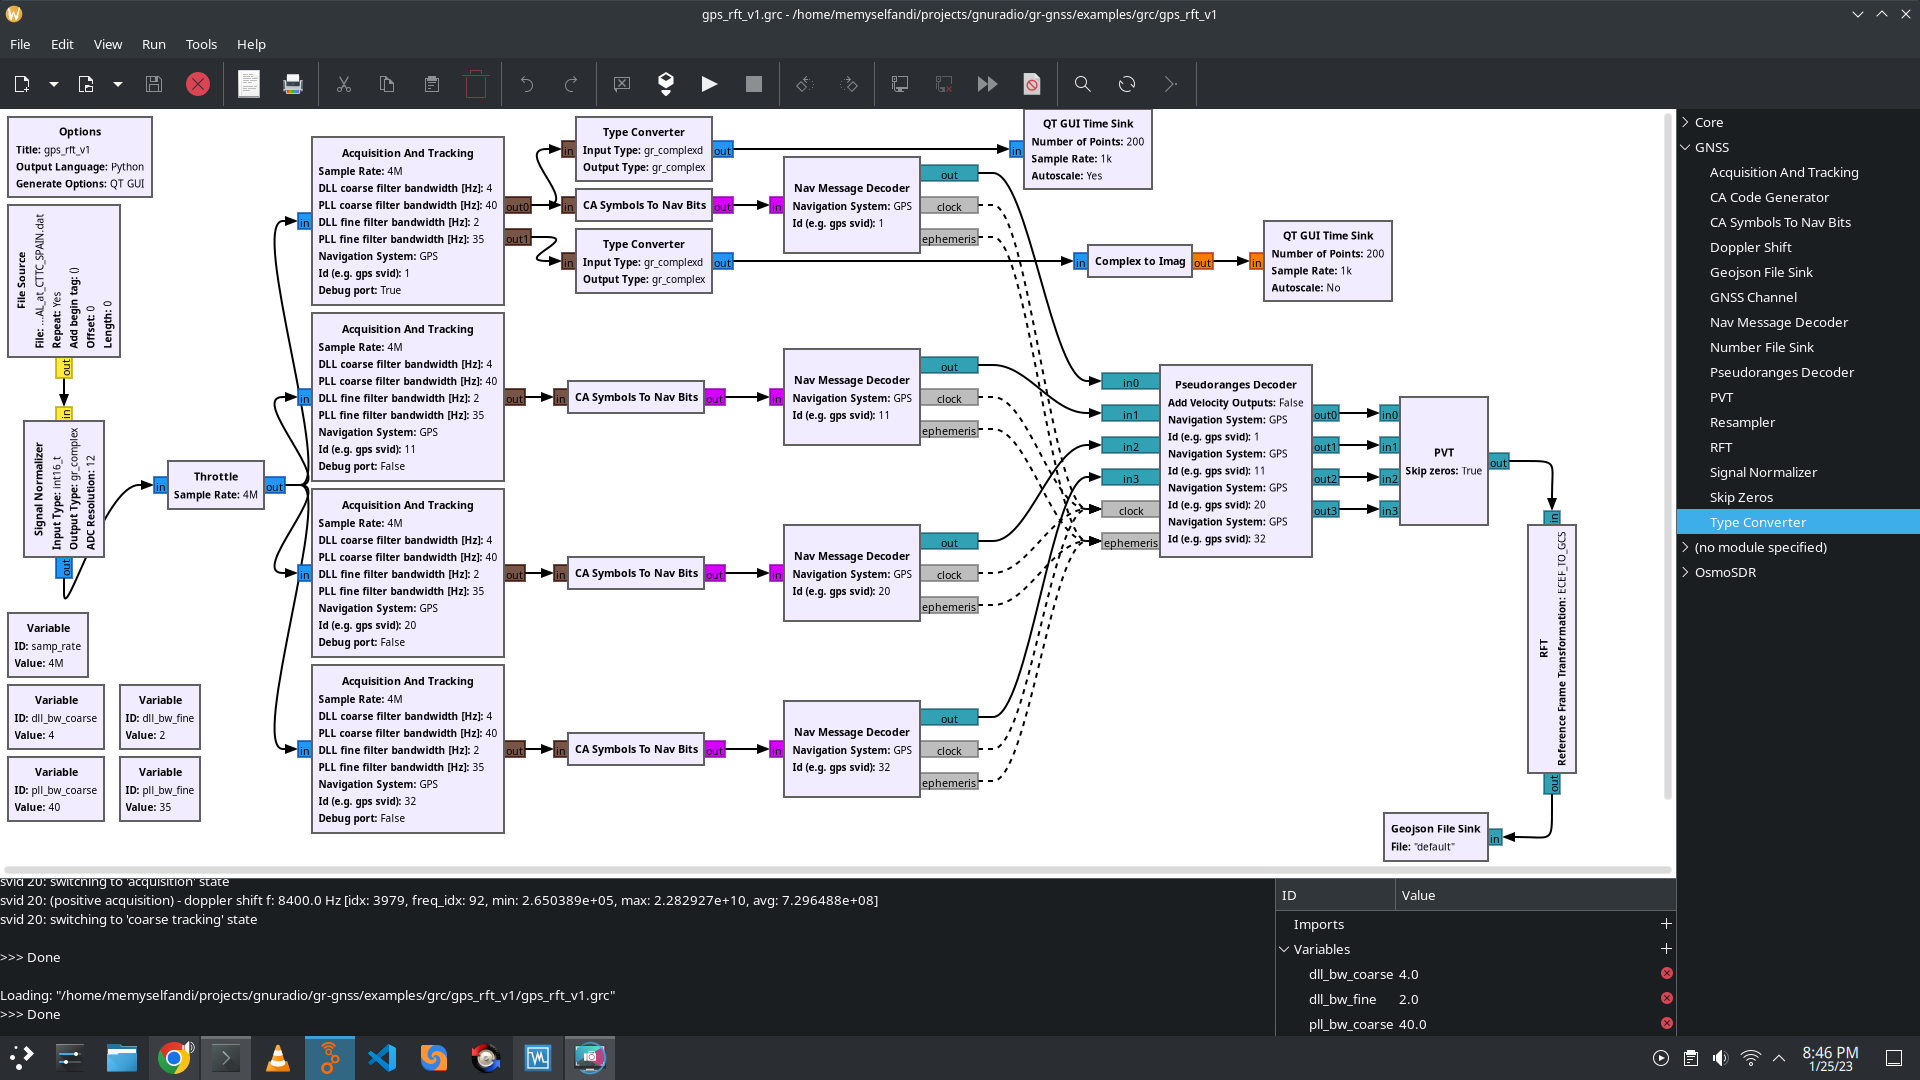 gps_rft_v1.grc - /home/memyselfandi/projects/gnuradio/gr-gnss/examples/grc/gps_rft_v1
File Edit View Run Tools Help
Options
Title: gps_rft_v1
Output Language: Python
Generate Options: QT GUI
File Source
File: ...AL_at_CTTC_SPAIN.dat
Repeat: Yes
Add begin tag: ()
Offset: 0
Length: 0
out
in
Signal Normalizer
Input Type: int16_t
Output Type: gr_complex
ADC Resolution: 12
out
Variable
ID: samp_rate
Value: 4M
Variable
ID: dll_bw_coarse
Value: 4
Variable
ID: dll_bw_fine
Value: 2
Variable
ID: pll_bw_coarse
Value: 40
Variable
ID: pll_bw_fine
Value: 35
in
Throttle
Sample Rate: 4M
out
in
Acquisition And Tracking
Sample Rate: 4M
DLL coarse filter bandwidth [Hz]: 4
PLL coarse filter bandwidth [Hz]: 40
DLL fine filter bandwidth [Hz]: 2
PLL fine filter bandwidth [Hz]: 35
Navigation System: GPS
Id (e.g. gps svid): 1
Debug port: True
out0
out1
in
Acquisition And Tracking
Sample Rate: 4M
DLL coarse filter bandwidth [Hz]: 4
PLL coarse filter bandwidth [Hz]: 40
DLL fine filter bandwidth [Hz]: 2
PLL fine filter bandwidth [Hz]: 35
Navigation System: GPS
Id (e.g. gps svid): 11
Debug port: False
out
in
Acquisition And Tracking
Sample Rate: 4M
DLL coarse filter bandwidth [Hz]: 4
PLL coarse filter bandwidth [Hz]: 40
DLL fine filter bandwidth [Hz]: 2
PLL fine filter bandwidth [Hz]: 35
Navigation System: GPS
Id (e.g. gps svid): 20
Debug port: False
out
in
Acquisition And Tracking
Sample Rate: 4M
DLL coarse filter bandwidth [Hz]: 4
PLL coarse filter bandwidth [Hz]: 40
DLL fine filter bandwidth [Hz]: 2
PLL fine filter bandwidth [Hz]: 35
Navigation System: GPS
Id (e.g. gps svid): 32
Debug port: False
out
in
Type Converter
Input Type: gr_complexd
Output Type: gr_complex
out
in
CA Symbols To Nav Bits
out
in
Type Converter
Input Type: gr_complexd
Output Type: gr_complex
out
in
CA Symbols To Nav Bits
out
in
CA Symbols To Nav Bits
out
in
CA Symbols To Nav Bits
out
in
Nav Message Decoder
Navigation System: GPS
Id (e.g. gps svid): 1
out
clock
ephemeris
in
Nav Message Decoder
Navigation System: GPS
Id (e.g. gps svid): 11
out
clock
ephemeris
in
Nav Message Decoder
Navigation System: GPS
Id (e.g. gps svid): 20
out
clock
ephemeris
in
Nav Message Decoder
Navigation System: GPS
Id (e.g. gps svid): 32
out
clock
ephemeris
in
QT GUI Time Sink
Number of Points: 200
Sample Rate: 1k
Autoscale: Yes
in
Complex to Imag
out
in
QT GUI Time Sink
Number of Points: 200
Sample Rate: 1k
Autoscale: No
in0
in1
in2
in3
clock
ephemeris
Pseudoranges Decoder
Add Velocity Outputs: False
Navigation System: GPS
Id (e.g. gps svid): 1
Navigation System: GPS
Id (e.g. gps svid): 11
Navigation System: GPS
Id (e.g. gps svid): 20
Navigation System: GPS
Id (e.g. gps svid): 32
out0
out1
out2
out3
in0
in1
in2
in3
PVT
Skip zeros: True
out
in
RFT
Reference Frame Transformation: ECEF_TO_GCS
out
Geojson File Sink
File: "default"
in
Core
GNSS
Acquisition And Tracking
CA Code Generator
CA Symbols To Nav Bits
Doppler Shift
Geojson File Sink
GNSS Channel
Nav Message Decoder
Number File Sink
Pseudoranges Decoder
PVT
Resampler
RFT
Signal Normalizer
Skip Zeros
Type Converter
(no module specified)
OsmoSDR
svid 20: switching to 'acquisition' state
svid 20: (positive acquisition) - doppler shift f: 8400.0 Hz [idx: 3979, freq_idx: 92, min: 2.650389e+05, max: 2.282927e+10, avg: 7.296488e+08]
svid 20: switching to 'coarse tracking' state
>>> Done
Loading: "/home/memyselfandi/projects/gnuradio/gr-gnss/examples/grc/gps_rft_v1/gps_rft_v1.grc"
>>> Done
ID Value
Imports
Variables
dll_bw_coarse 4.0
dll_bw_fine 2.0
pll_bw_coarse 40.0
8:46 PM
1/25/23